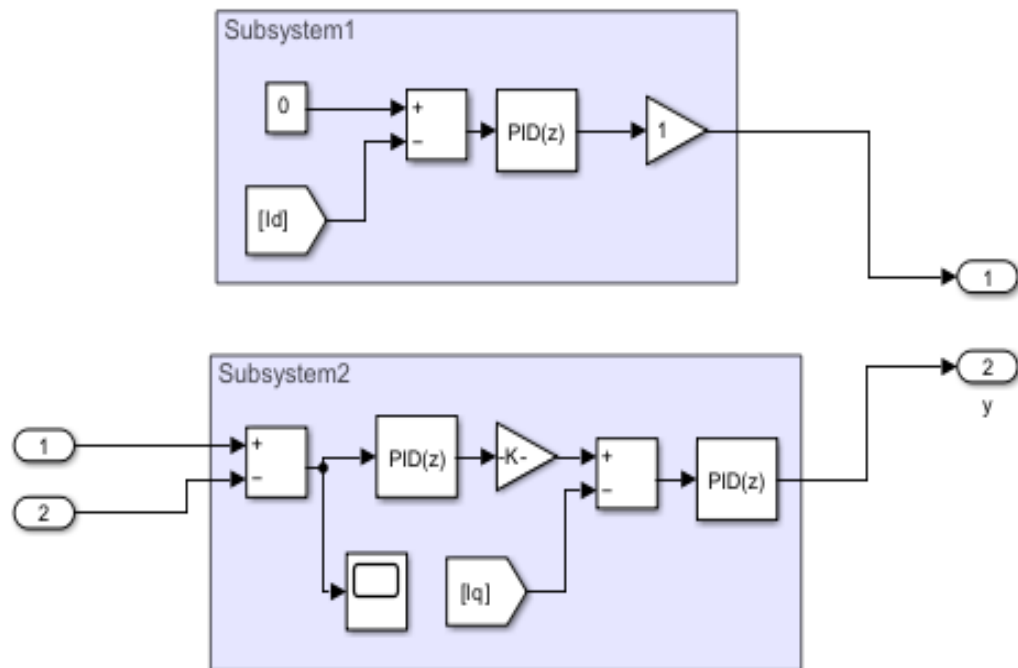 Subsystem1
0
+
−
PID(z)
1
[Id]
1
Subsystem2
2
y
1
+
−
PID(z)
-K-
+
−
PID(z)
2
[Iq]